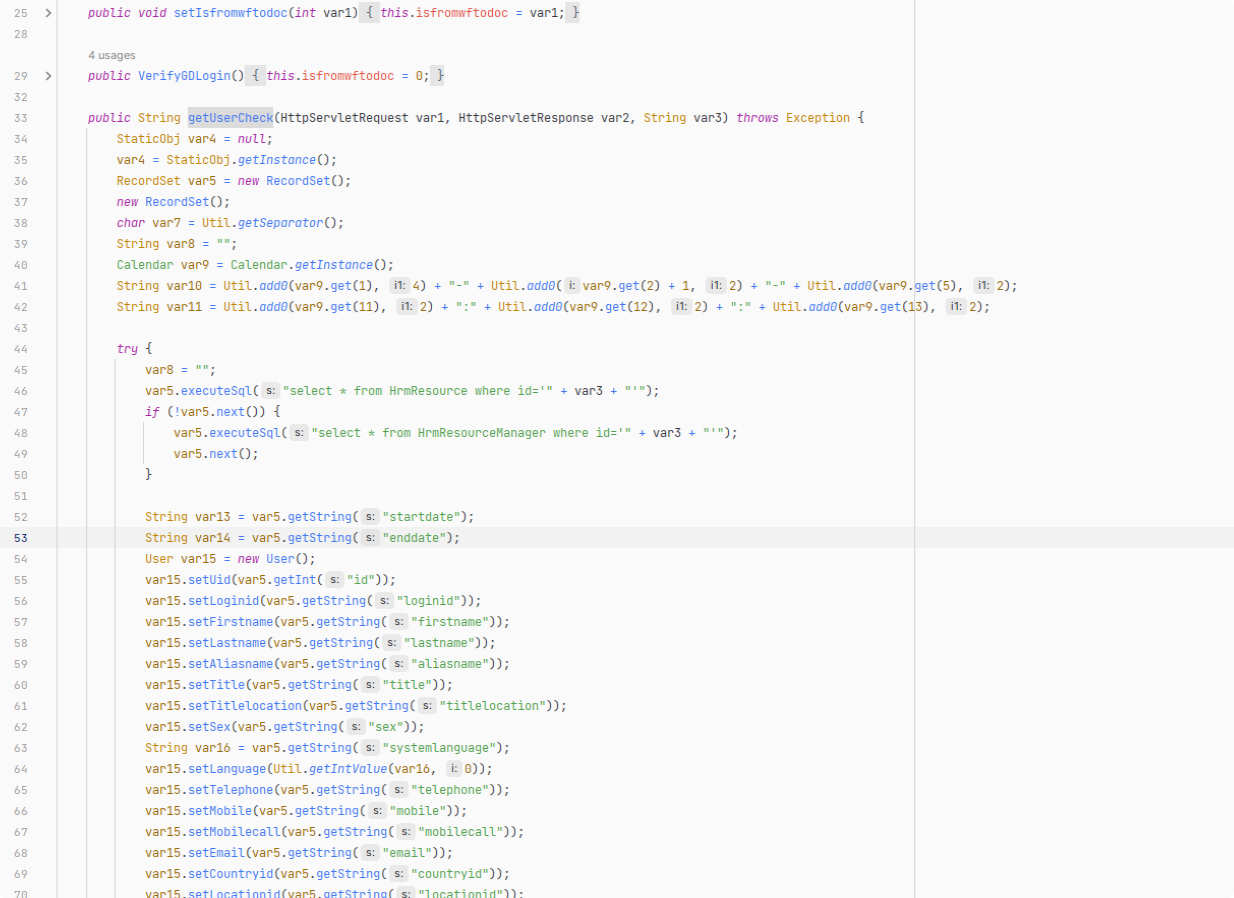 25 > public void setIsfromwftodoc(int var1) { this.isfromwftodoc = var1; }
28
4 usages
29 > public VerifyGDLogin() { this.isfromwftodoc = 0; }
32
33 public String getUserCheck(HttpServletRequest var1, HttpServletResponse var2, String var3) throws Exception {
34 StaticObj var4 = null;
35 var4 = StaticObj.getInstance();
36 RecordSet var5 = new RecordSet();
37 new RecordSet();
38 char var7 = Util.getSeparator();
39 String var8 = "";
40 Calendar var9 = Calendar.getInstance();
41 String var10 = Util.add0(var9.get(1), i1: 4) + "-" + Util.add0( i: var9.get(2) + 1, i1: 2) + "-" + Util.add0(var9.get(5), i1: 2);
42 String var11 = Util.add0(var9.get(11), i1: 2) + ":" + Util.add0(var9.get(12), i1: 2) + ":" + Util.add0(var9.get(13), i1: 2);
43
44 try {
45 var8 = "";
46 var5.executeSql( s: "select * from HrmResource where id='" + var3 + "'");
47 if (!var5.next()) {
48 var5.executeSql( s: "select * from HrmResourceManager where id='" + var3 + "'");
49 var5.next();
50 }
51
52 String var13 = var5.getString( s: "startdate");
53 String var14 = var5.getString( s: "enddate");
54 User var15 = new User();
55 var15.setUid(var5.getInt( s: "id"));
56 var15.setLoginid(var5.getString( s: "loginid"));
57 var15.setFirstname(var5.getString( s: "firstname"));
58 var15.setLastname(var5.getString( s: "lastname"));
59 var15.setAliasname(var5.getString( s: "aliasname"));
60 var15.setTitle(var5.getString( s: "title"));
61 var15.setTitlelocation(var5.getString( s: "titlelocation"));
62 var15.setSex(var5.getString( s: "sex"));
63 String var16 = var5.getString( s: "systemlanguage");
64 var15.setLanguage(Util.getIntValue(var16, i: 0));
65 var15.setTelephone(var5.getString( s: "telephone"));
66 var15.setMobile(var5.getString( s: "mobile"));
67 var15.setMobilecall(var5.getString( s: "mobilecall"));
68 var15.setEmail(var5.getString( s: "email"));
69 var15.setCountryid(var5.getString( s: "countryid"));
70 var15.setLocationid(var5.getString( s: "locationid"));